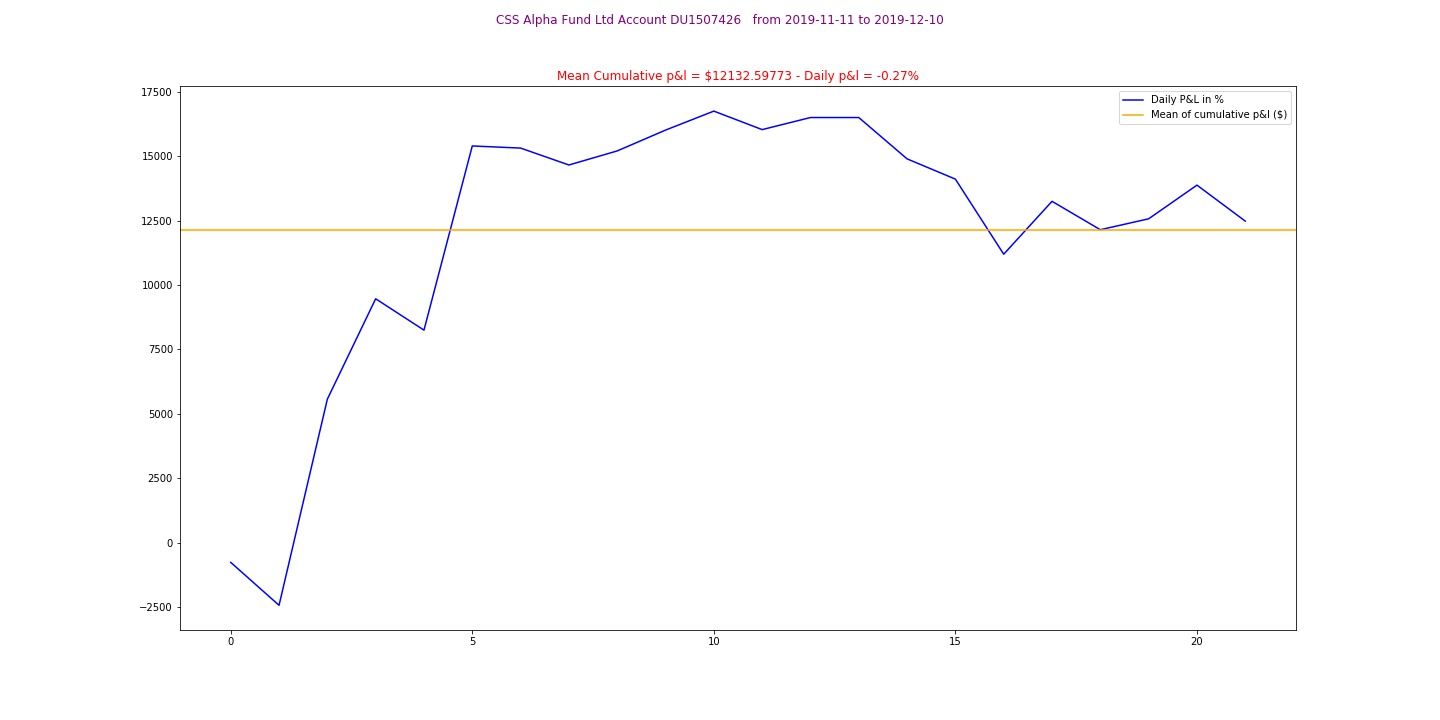 CSS Alpha Fund Ltd Account DU1507426   from 2019-11-11 to 2019-12-10
Mean Cumulative p&l = $12132.59773 - Daily p&l = -0.27%
Daily P&L in %
Mean of cumulative p&l ($)
17500
15000
12500
10000
7500
5000
2500
0
−2500
0 5 10 15 20